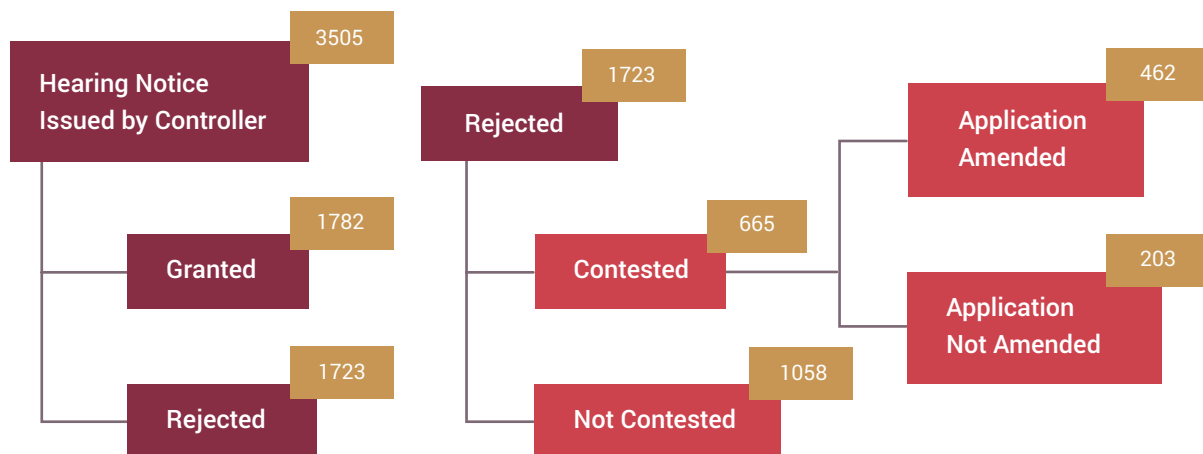 3505
Hearing Notice
Issued by Controller
1782
Granted
1723
Rejected
1723
Rejected
665
Contested
1058
Not Contested
462
Application
Amended
203
Application
Not Amended